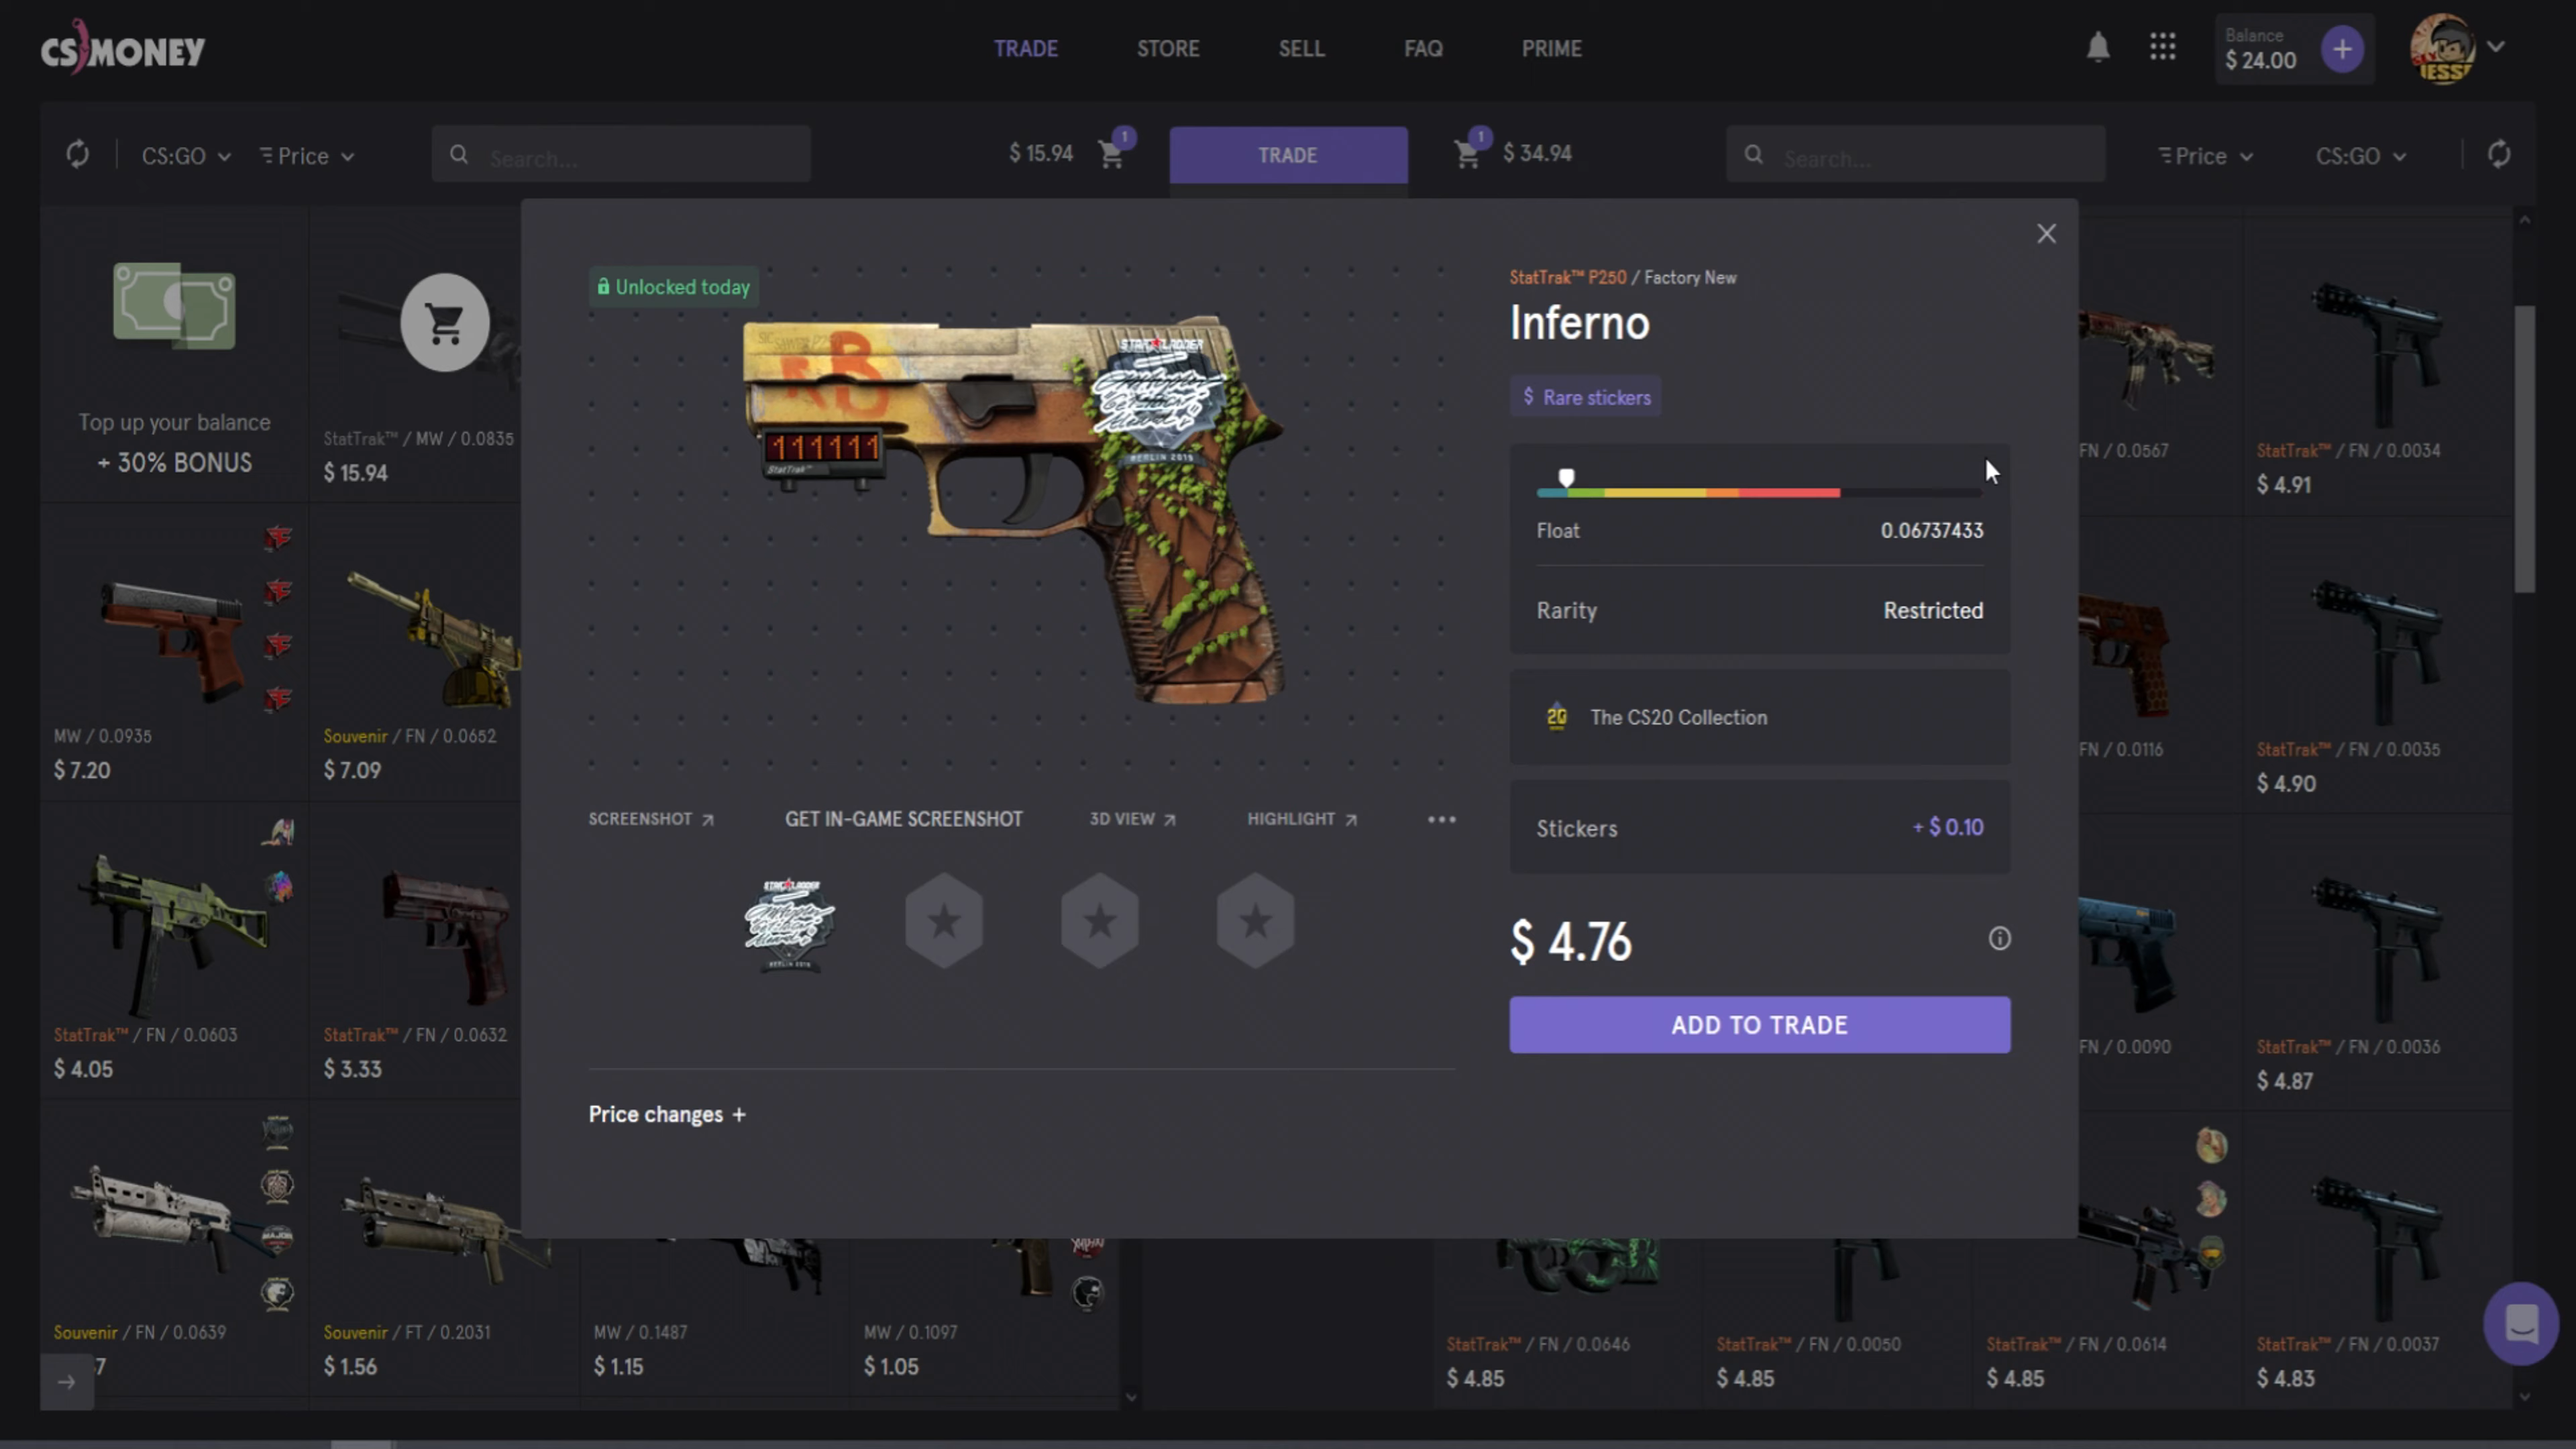 CS MONEY
TRADE
STORE
SELL
FAQ
PRIME
Balance
$ 24.00
CS:GO
Price
Search...
$ 15.94
1
TRADE
1
$ 34.94
Search...
Price
CS:GO
Top up your balance
+ 30% BONUS
StatTrak™ / MW / 0.0835
$ 15.94
MW / 0.0935
$ 7.20
Souvenir / FN / 0.0652
$ 7.09
StatTrak™ / FN / 0.0603
$ 4.05
StatTrak™ / FN / 0.0632
$ 3.33
Souvenir / FN / 0.0639
7
Souvenir / FT / 0.2031
$ 1.56
MW / 0.1487
$ 1.15
MW / 0.1097
$ 1.05
Unlocked today
111111
StatTrak™
BERLIN 2019
SCREENSHOT
GET IN-GAME SCREENSHOT
3D VIEW
HIGHLIGHT
Price changes +
StatTrak™ P250 / Factory New
Inferno
$ Rare stickers
Float
0.06737433
Rarity
Restricted
20
The CS20 Collection
Stickers
+ $ 0.10
$ 4.76
ADD TO TRADE
FN / 0.0567
StatTrak™ / FN / 0.0034
$ 4.91
FN / 0.0116
StatTrak™ / FN / 0.0035
$ 4.90
FN / 0.0090
StatTrak™ / FN / 0.0036
$ 4.87
StatTrak™ / FN / 0.0646
$ 4.85
StatTrak™ / FN / 0.0050
$ 4.85
StatTrak™ / FN / 0.0614
$ 4.85
StatTrak™ / FN / 0.0037
$ 4.83